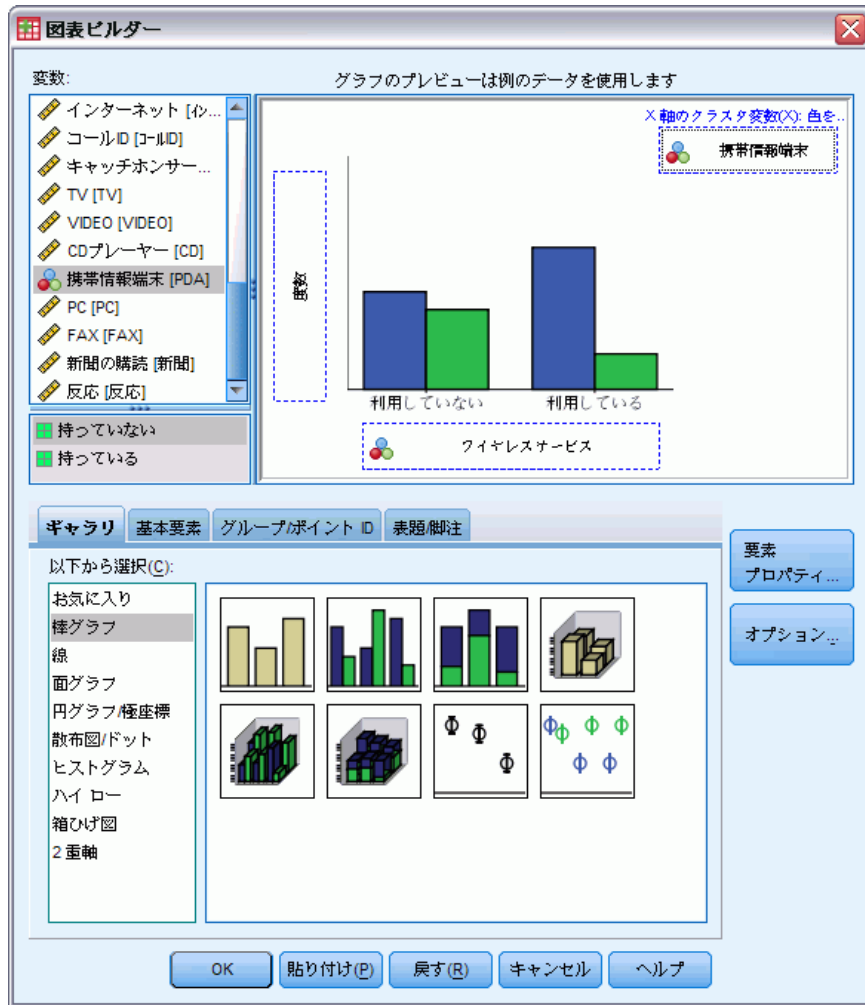 図表ビルダー
変数:
グラフのプレビューは例のデータを使用します
インターネット [イン...
コールID [コールID]
キャッチホンサー...
TV [TV]
VIDEO [VIDEO]
CDプレーヤー [CD]
携帯情報端末 [PDA]
PC [PC]
FAX [FAX]
新聞の購読 [新聞]
反応 [反応]
持っていない
持っている
X 軸のクラスタ変数(X): 色を..
携帯情報端末
度数
利用していない
利用している
ワイヤレスサービス
ギャラリ
基本要素
グループ/ポイント ID
表題/脚注
以下から選択(C):
お気に入り
棒グラフ
線
面グラフ
円グラフ/極座標
散布図/ドット
ヒストグラム
ハイ ロー
箱ひげ図
2 重軸
要素
プロパティ...
オプション...
OK
貼り付け(P)
戻す(R)
キャンセル
ヘルプ